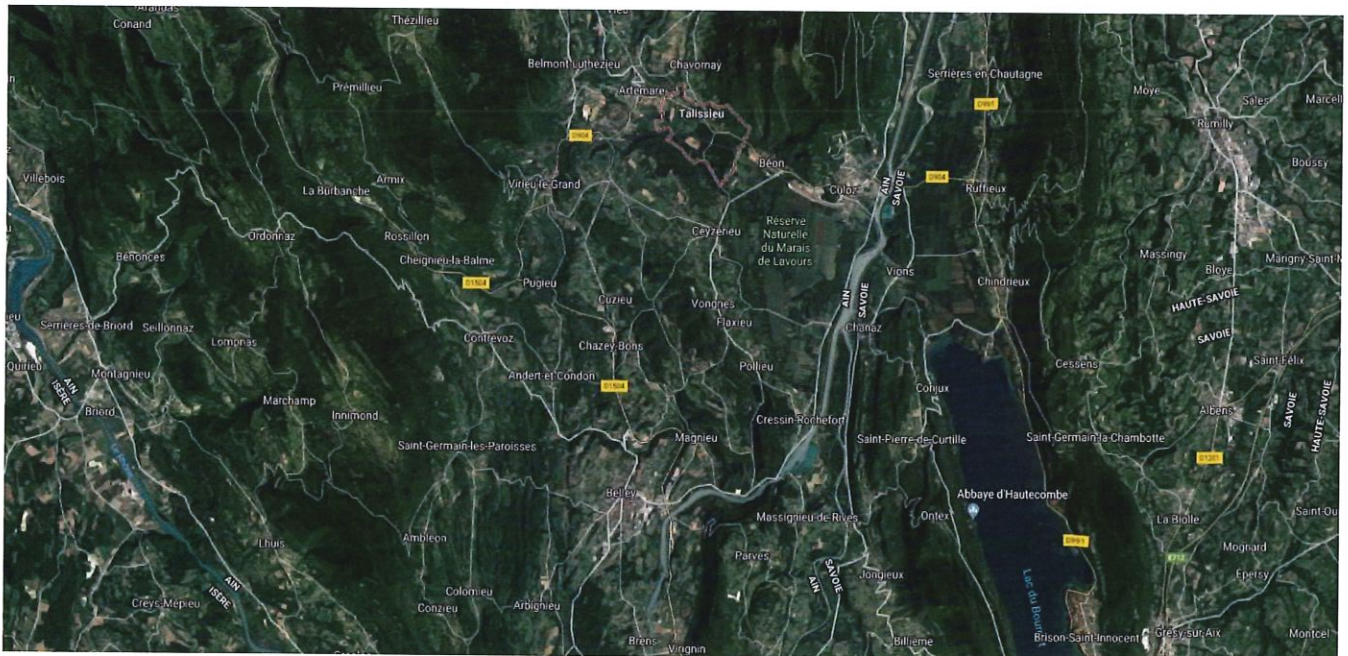 Arandas
Conand
Thézillieu
Vieu
Belmont-Luthézieu
Chavornay
Serrières-en-Chautagne
Prémillieu
Artemare
Moye
Sales
Marcell
D991
Talissieu
Rumilly
D904
Béon
Boussy
Villebois
Armix
La Burbanche
Virieu-le-Grand
Culoz
AIN
SAVOIE
D904
Ruffieux
Réserve
Naturelle
du Marais
de Lavours
Ordonnaz
Rossillon
Ceyzérieu
Bénonces
Cheignieu-la-Balme
Massingy
Marigny-Saint-M
Vions
Bloye
D1504
Pugieu
Chindrieux
Cuzieu
Vongnes
AIN
SAVOIE
HAUTE-SAVOIE
SAVOIE
Serrières-de-Briord
Seillonnaz
Flaxieu
Chanaz
Lompnas
Contrevoz
Chazey-Bons
Quirieu
Montagnieu
Pollieu
Cessens
Saint-Félix
AIN
ISÈRE
Andert-et-Condon
D1504
Conjux
Marchamp
Briord
Innimond
Cressin-Rochefort
Albens
SAVOIE
HAUTE-SAVOIE
Saint-Germain-les-Paroisses
Magnieu
Saint-Pierre-de-Curtille
Saint-Germain-la-Chambotte
D1201
Belley
Abbaye d'Hautecombe
Massignieu-de-Rives
Ontex
La Biolle
Saint-Ou
Lhuis
Ambléon
D991
Mognard
Parves
E712
Épersy
SAVOIE
AIN
Jongieux
AIN
ISÈRE
Creys-Mépieu
Colomieu
Conzieu
Arbignieu
Lac du Bourget
Brens
Virignin
Billième
Brison-Saint-Innocent
Grésy-sur-Aix
Montcel